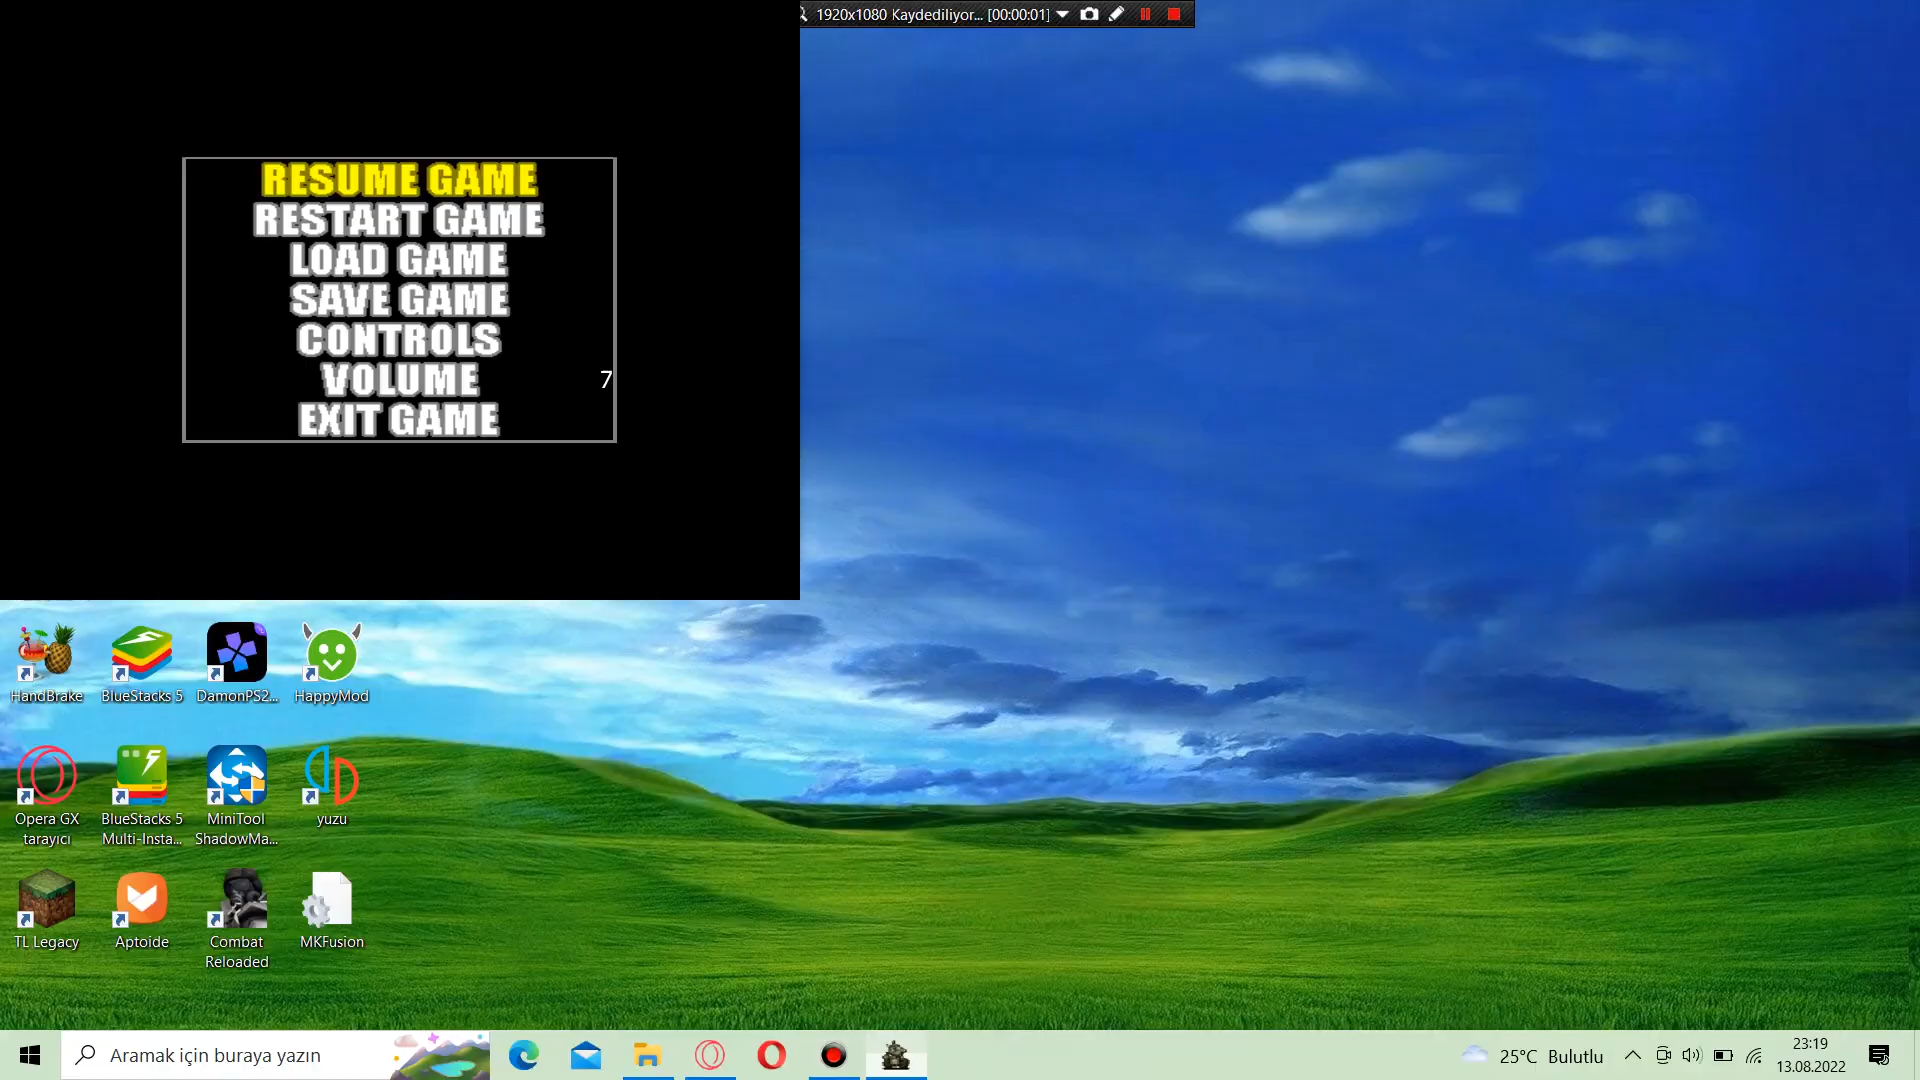 1920x1080 Kaydediliyor... [00:00:01]
RESUME GAME
RESTART GAME
LOAD GAME
SAVE GAME
CONTROLS
VOLUME 7
EXIT GAME
HandBrake
BlueStacks 5
DamonPS2...
HappyMod
Opera GX
tarayıcı
BlueStacks 5
Multi-Insta...
MiniTool
ShadowMa...
yuzu
TL Legacy
Aptoide
Combat
Reloaded
MKFusion
Aramak için buraya yazın
25°C Bulutlu
23:19
13.08.2022